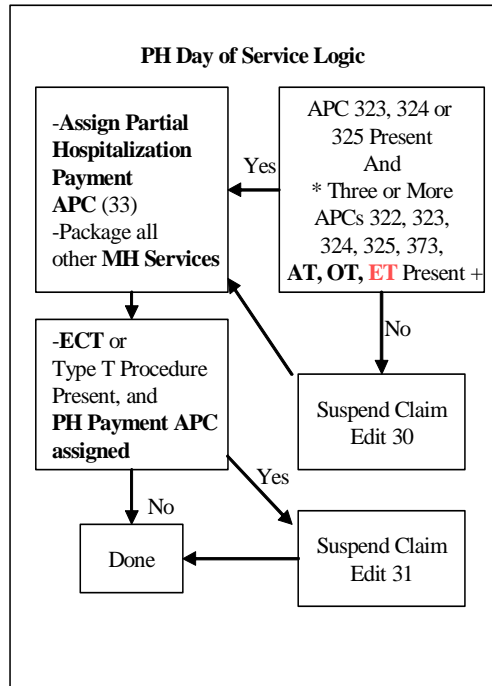 PH Day of Service Logic
-Assign Partial
Hospitalization
Payment
APC (33)
-Package all
other MH Services
Yes
APC 323, 324 or
325 Present
And
* Three or More
APCs 322, 323,
324, 325, 373,
AT, OT, ET Present +
No
-ECT or
Type T Procedure
Present, and
PH Payment APC
assigned
Suspend Claim
Edit 30
Yes
No
Done
Suspend Claim
Edit 31